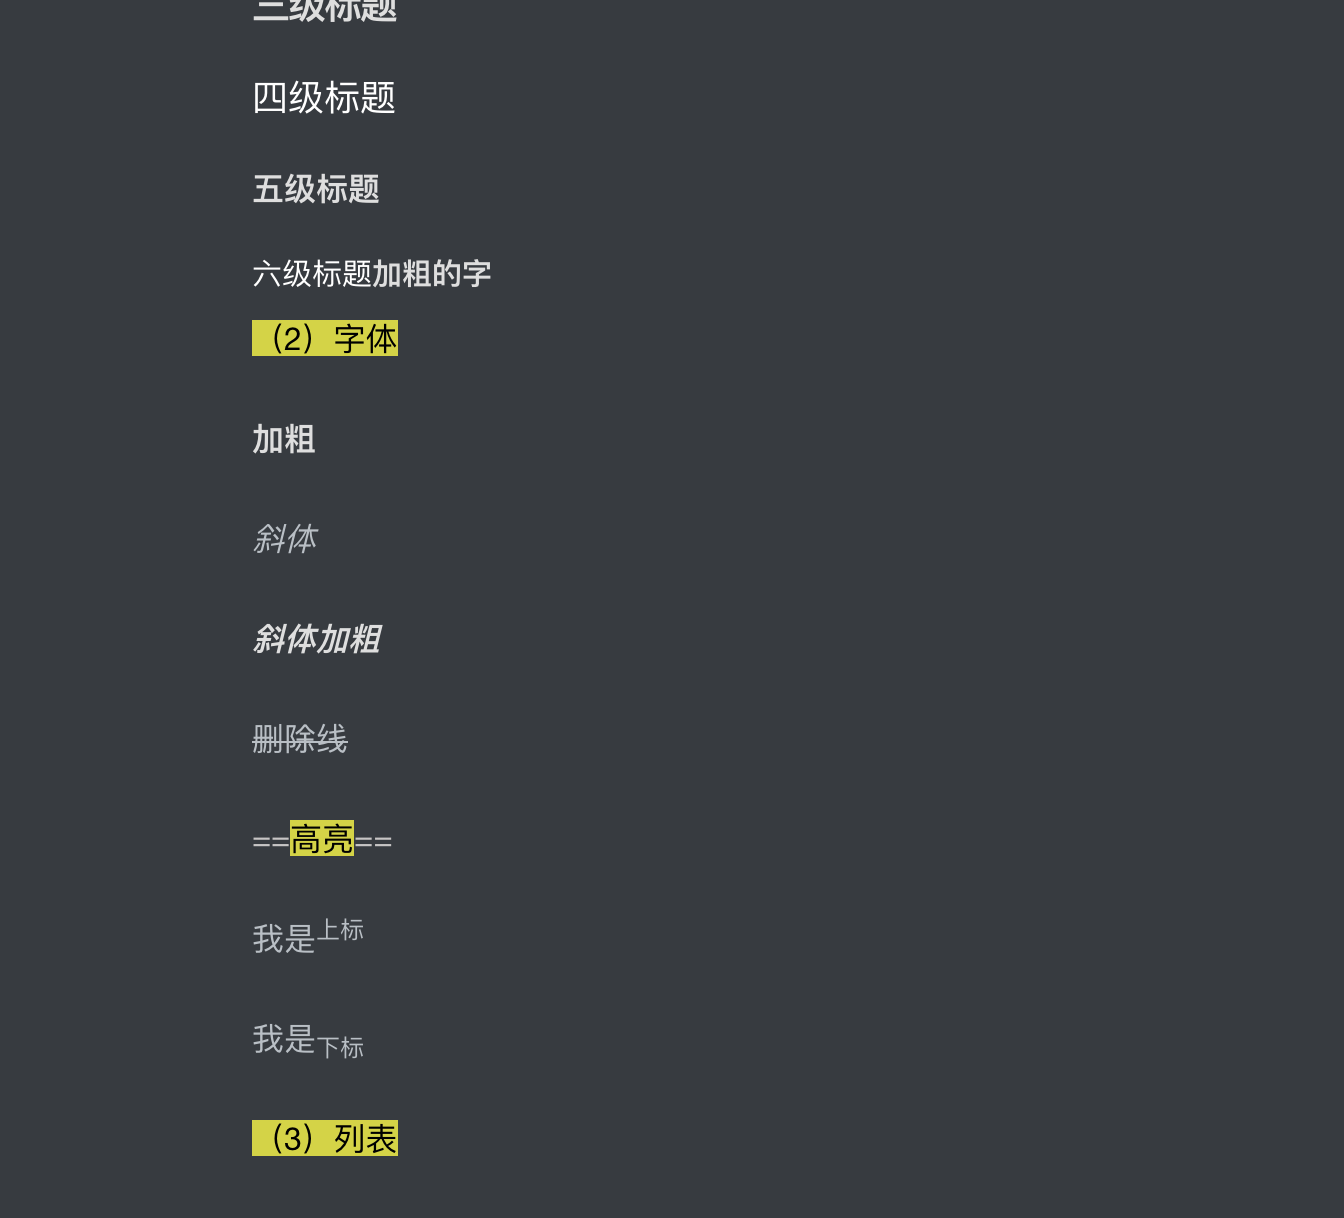 三级标题
四级标题
五级标题
六级标题加粗的字
（2）字体
加粗
斜体
斜体加粗
删除线
==高亮==
我是上标
我是下标
（3）列表